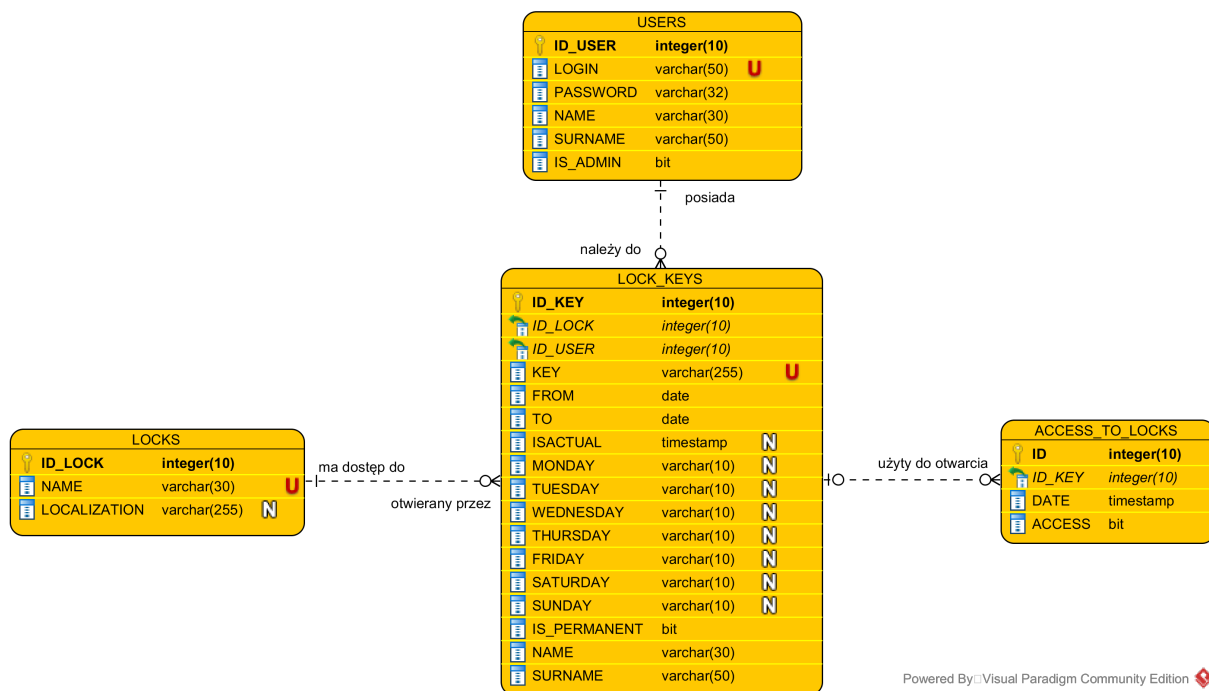 USERS
ID_USER integer(10)
LOGIN varchar(50) U
PASSWORD varchar(32)
NAME varchar(30)
SURNAME varchar(50)
IS_ADMIN bit
posiada
należy do
LOCK_KEYS
ID_KEY integer(10)
ID_LOCK integer(10)
ID_USER integer(10)
KEY varchar(255) U
FROM date
TO date
ISACTUAL timestamp N
MONDAY varchar(10) N
TUESDAY varchar(10) N
WEDNESDAY varchar(10) N
THURSDAY varchar(10) N
FRIDAY varchar(10) N
SATURDAY varchar(10) N
SUNDAY varchar(10) N
IS_PERMANENT bit
NAME varchar(30)
SURNAME varchar(50)
LOCKS
ID_LOCK integer(10)
NAME varchar(30) U
LOCALIZATION varchar(255) N
ma dostęp do
otwierany przez
użyty do otwarcia
ACCESS_TO_LOCKS
ID integer(10)
ID_KEY integer(10)
DATE timestamp
ACCESS bit
Powered By Visual Paradigm Community Edition